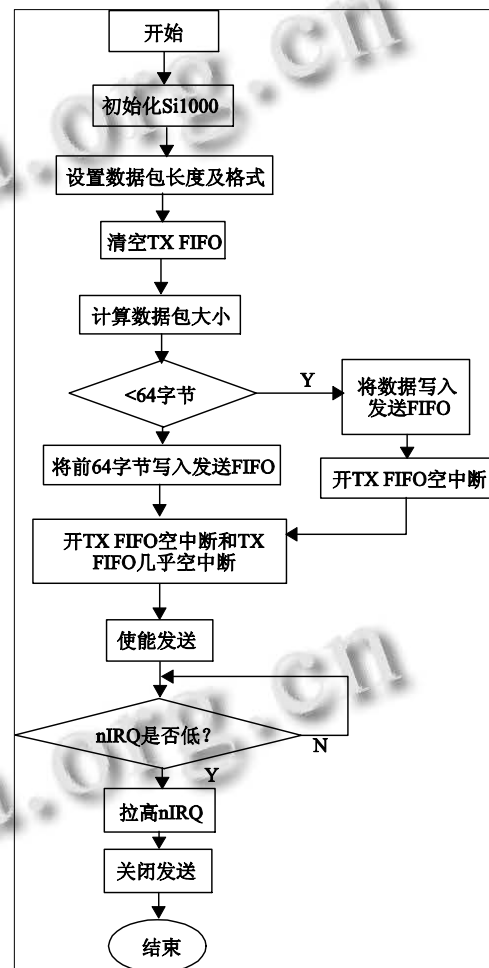 开始
初始化Si1000
设置数据包长度及格式
清空TX FIFO
计算数据包大小
<64字节
Y
将数据写入
发送FIFO
将前64字节写入发送FIFO
开TX FIFO空中断
开TX FIFO空中断和TX
FIFO几乎空中断
使能发送
nIRQ是否低?
N
Y
拉高nIRQ
关闭发送
结束
.org.cn
.org.cn